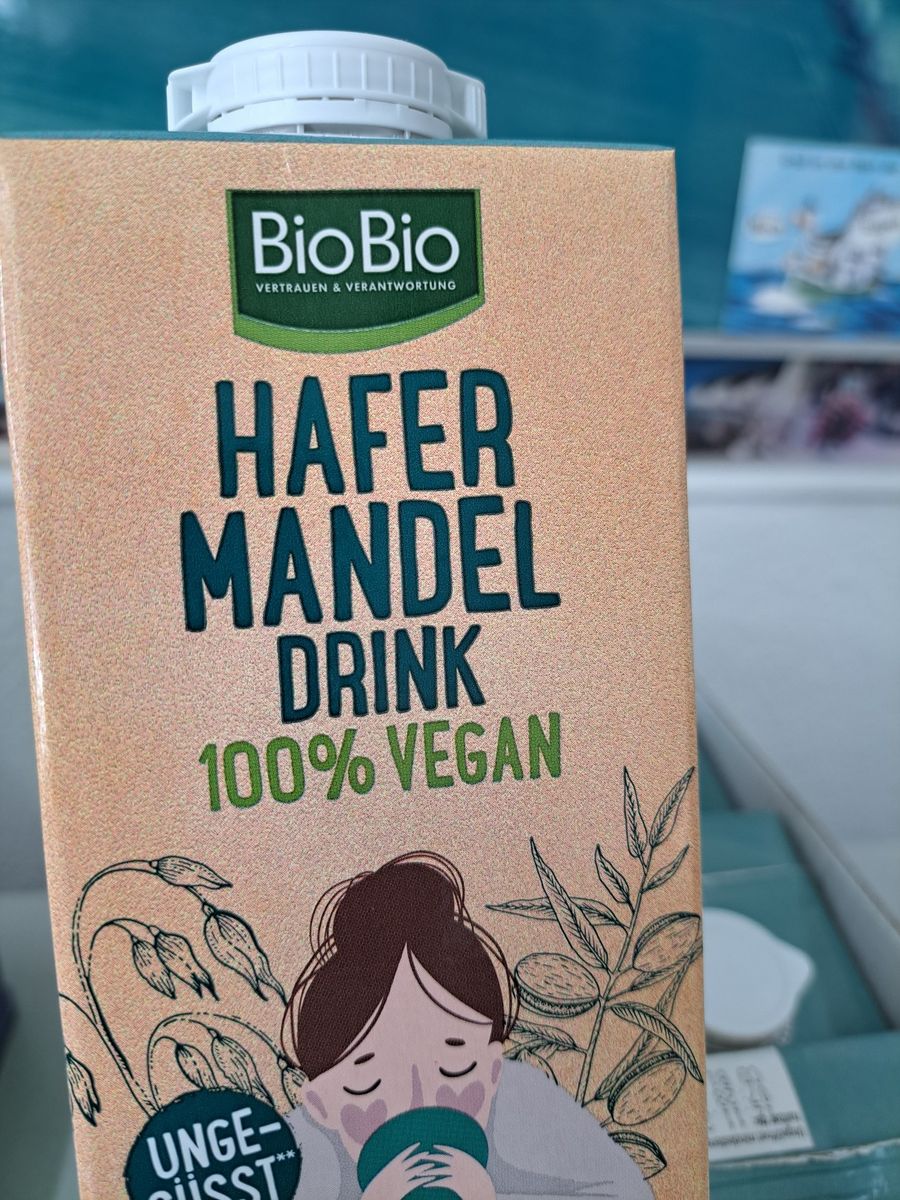 BioBio
VERTRAUEN & VERANTWORTUNG
HAFER
MANDEL
DRINK
100% VEGAN
UNGE-
SÜSST**